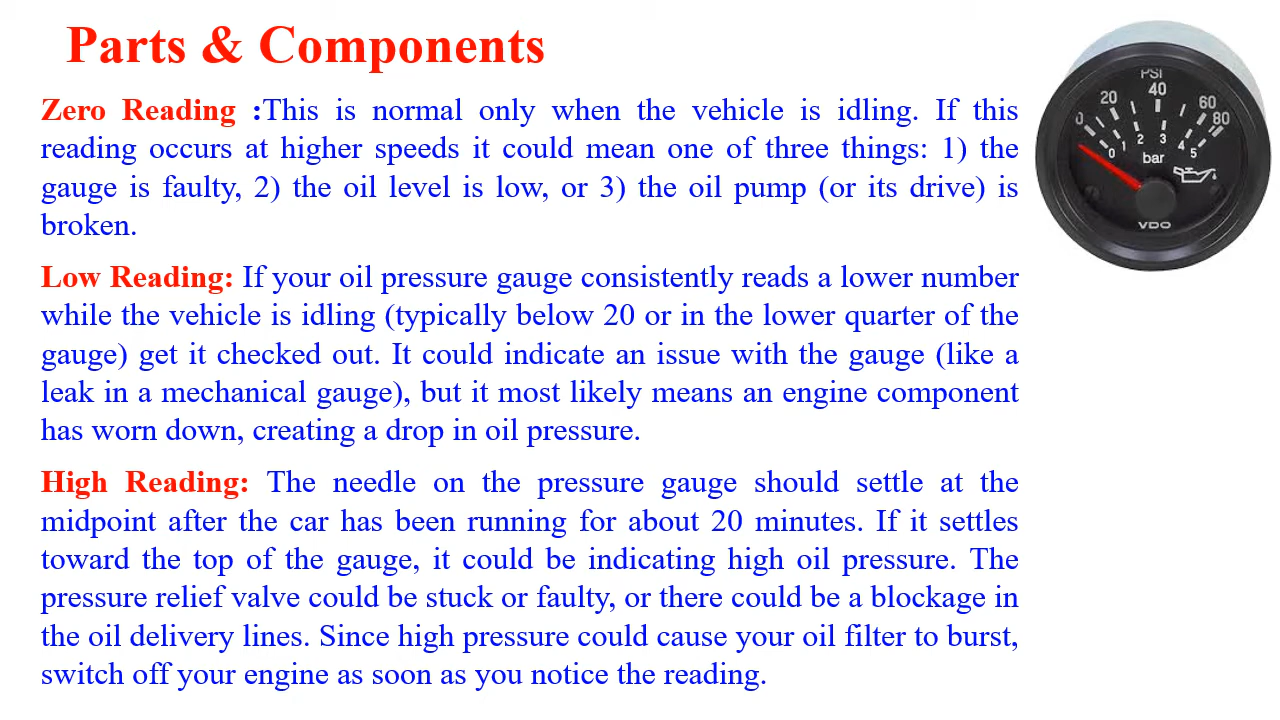 Parts & Components
Zero Reading :This is normal only when the vehicle is idling. If this
reading occurs at higher speeds it could mean one of three things: 1) the
gauge is faulty, 2) the oil level is low, or 3) the oil pump (or its drive) is
broken.
Low Reading: If your oil pressure gauge consistently reads a lower number
while the vehicle is idling (typically below 20 or in the lower quarter of the
gauge) get it checked out. It could indicate an issue with the gauge (like a
leak in a mechanical gauge), but it most likely means an engine component
has worn down, creating a drop in oil pressure.
High Reading: The needle on the pressure gauge should settle at the
midpoint after the car has been running for about 20 minutes. If it settles
toward the top of the gauge, it could be indicating high oil pressure. The
pressure relief valve could be stuck or faulty, or there could be a blockage in
the oil delivery lines. Since high pressure could cause your oil filter to burst,
switch off your engine as soon as you notice the reading.
PSI
0 20 40 60 80
0 1 2 3 4 5
bar
VDO